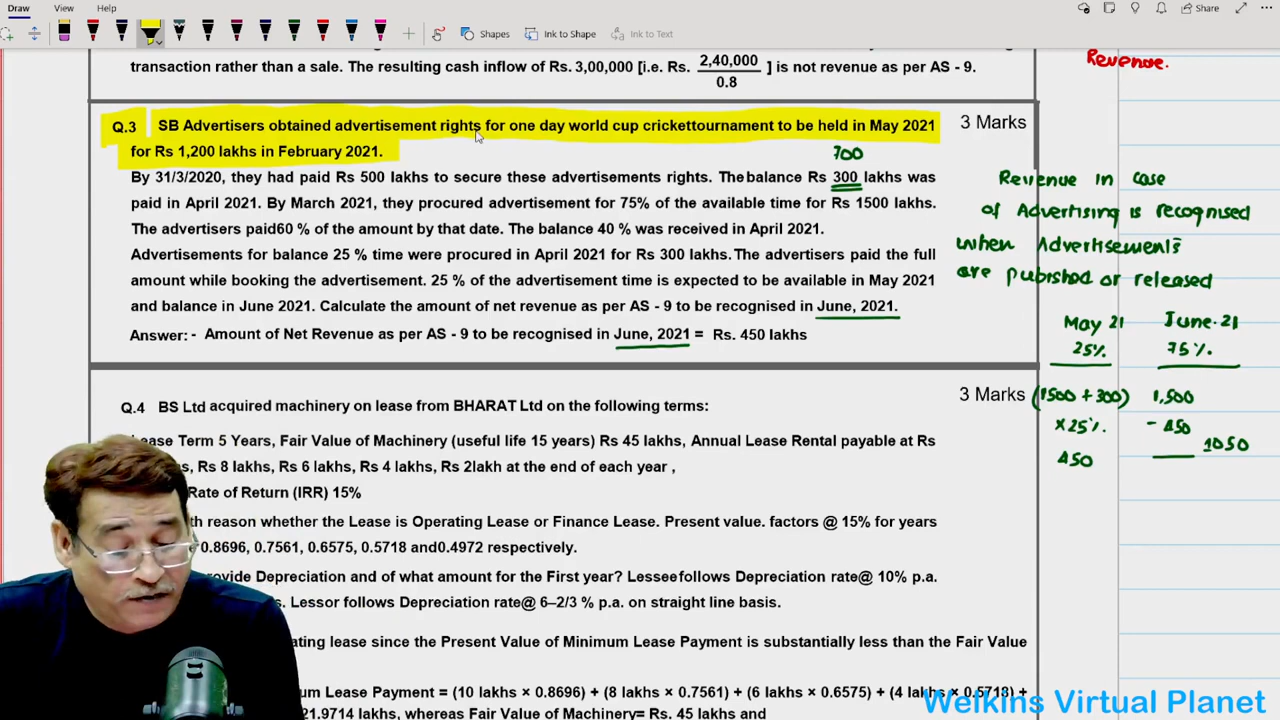 Draw View Help
Shapes Ink to Shape Ink to Text
Share
transaction rather than a sale. The resulting cash inflow of Rs. 3,00,000 [i.e. Rs. 2,40,000 / 0.8 ] is not revenue as per AS - 9.
Revenue.
Q.3 SB Advertisers obtained advertisement rights for one day world cup crickettournament to be held in May 2021
3 Marks
for Rs 1,200 lakhs in February 2021.
700
By 31/3/2020, they had paid Rs 500 lakhs to secure these advertisements rights. The balance Rs 300 lakhs was
paid in April 2021. By March 2021, they procured advertisement for 75% of the available time for Rs 1500 lakhs.
The advertisers paid60 % of the amount by that date. The balance 40 % was received in April 2021.
Advertisements for balance 25 % time were procured in April 2021 for Rs 300 lakhs. The advertisers paid the full
amount while booking the advertisement. 25 % of the advertisement time is expected to be available in May 2021
and balance in June 2021. Calculate the amount of net revenue as per AS - 9 to be recognised in June, 2021.
Answer: - Amount of Net Revenue as per AS - 9 to be recognised in June, 2021 = Rs. 450 lakhs
Revenue in case
of Advertising is recognised
when Advertisements
are pubished or released
May 21 June.21
25% 75%
(1500 + 300) 1,500
x25%. - 450
1050
450
3 Marks
Q.4 BS Ltd acquired machinery on lease from BHARAT Ltd on the following terms:
Lease Term 5 Years, Fair Value of Machinery (useful life 15 years) Rs 45 lakhs, Annual Lease Rental payable at Rs
Rs 8 lakhs, Rs 6 lakhs, Rs 4 lakhs, Rs 2lakh at the end of each year ,
Rate of Return (IRR) 15%
reason whether the Lease is Operating Lease or Finance Lease. Present value. factors @ 15% for years
0.8696, 0.7561, 0.6575, 0.5718 and0.4972 respectively.
Depreciation and of what amount for the First year? Lessee follows Depreciation rate@ 10% p.a.
Lessor follows Depreciation rate@ 6–2/3 % p.a. on straight line basis.
lease since the Present Value of Minimum Lease Payment is substantially less than the Fair Value
Lease Payment = (10 lakhs × 0.8696) + (8 lakhs × 0.7561) + (6 lakhs × 0.6575) + (4 lakhs × 0.5718) +
21.9714 lakhs, whereas Fair Value of Machinery= Rs. 45 lakhs and
Welkins Virtual Planet